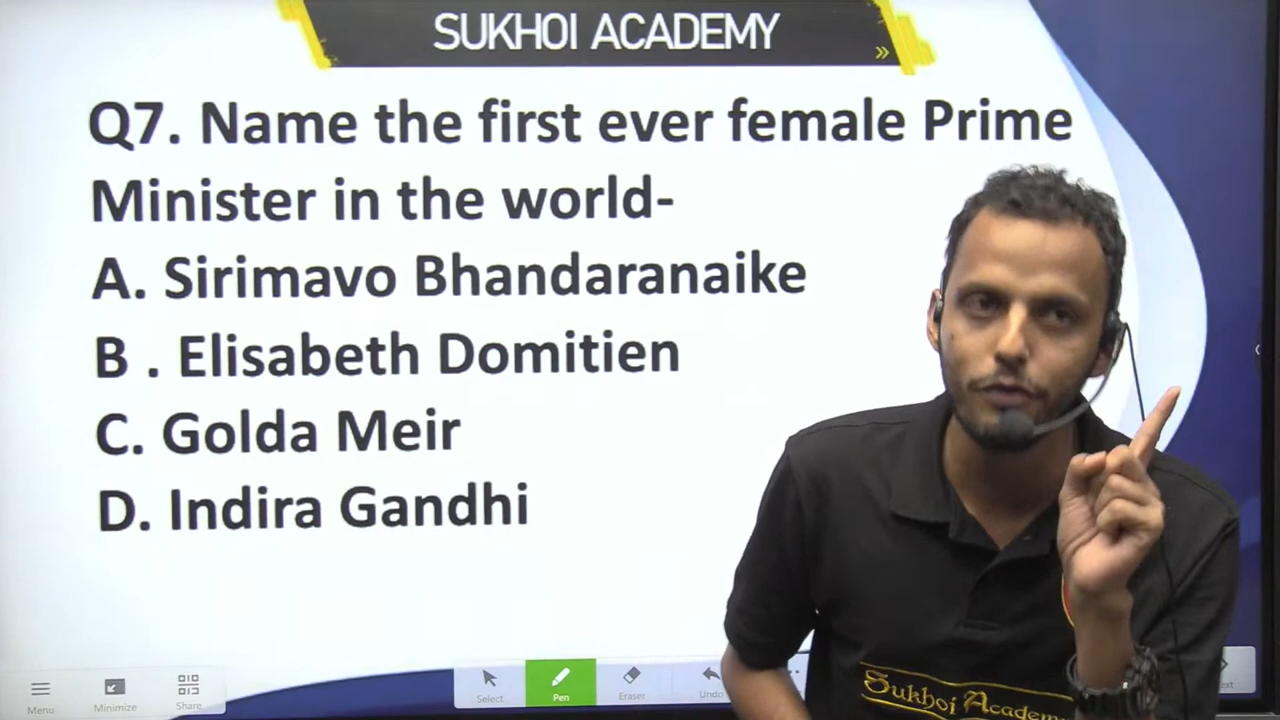 SUKHOI ACADEMY
Q7. Name the first ever female Prime
Minister in the world-
A. Sirimavo Bhandaranaike
B . Elisabeth Domitien
C. Golda Meir
D. Indira Gandhi
Sukhoi Academy
Menu
Minimize
Share
Select
Pen
Eraser
Undo